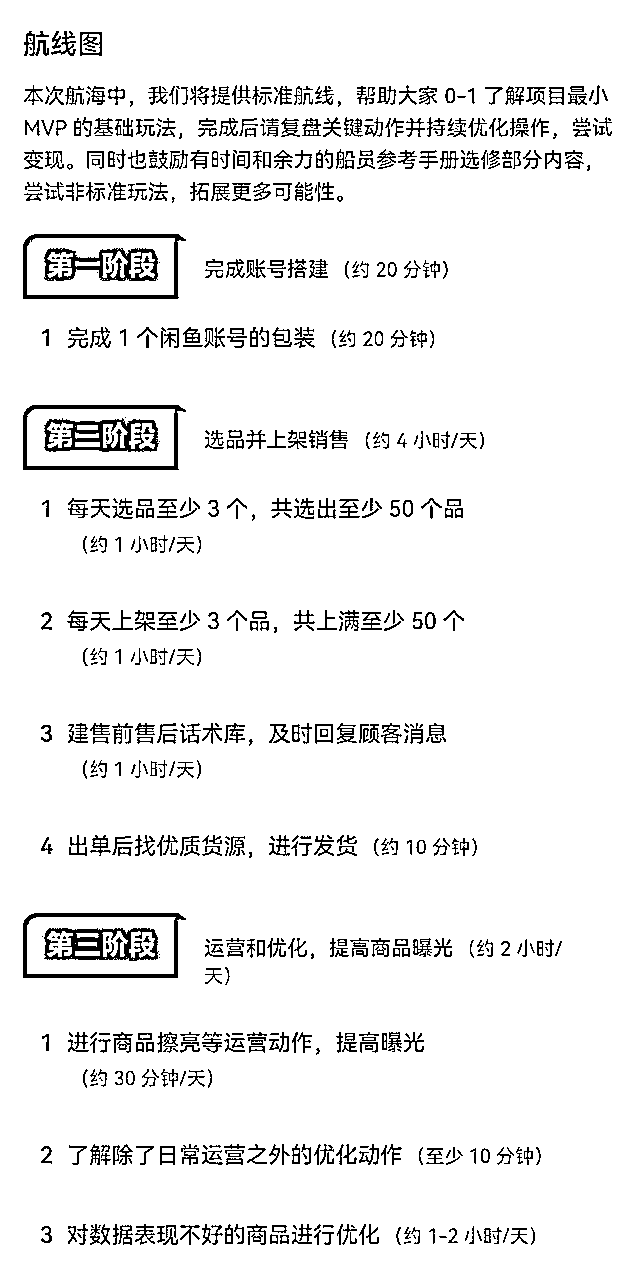 航线图
本次航海中，我们将提供标准航线，帮助大家 0-1 了解项目最小
MVP 的基础玩法，完成后请复盘关键动作并持续优化操作，尝试
变现。同时也鼓励有时间和余力的船员参考手册选修部分内容，
尝试非标准玩法，拓展更多可能性。
第一阶段 完成账号搭建（约 20 分钟）
1 完成 1 个闲鱼账号的包装（约 20 分钟）
第二阶段 选品并上架销售（约 4 小时/天）
1 每天选品至少 3 个，共选出至少 50 个品
（约 1 小时/天）
2 每天上架至少 3 个品，共上满至少 50 个
（约 1 小时/天）
3 建售前售后话术库，及时回复顾客消息
（约 1 小时/天）
4 出单后找优质货源，进行发货（约 10 分钟）
第三阶段 运营和优化，提高商品曝光（约 2 小时/
天）
1 进行商品擦亮等运营动作，提高曝光
（约 30 分钟/天）
2 了解除了日常运营之外的优化动作（至少 10 分钟）
3 对数据表现不好的商品进行优化（约 1-2 小时/天）